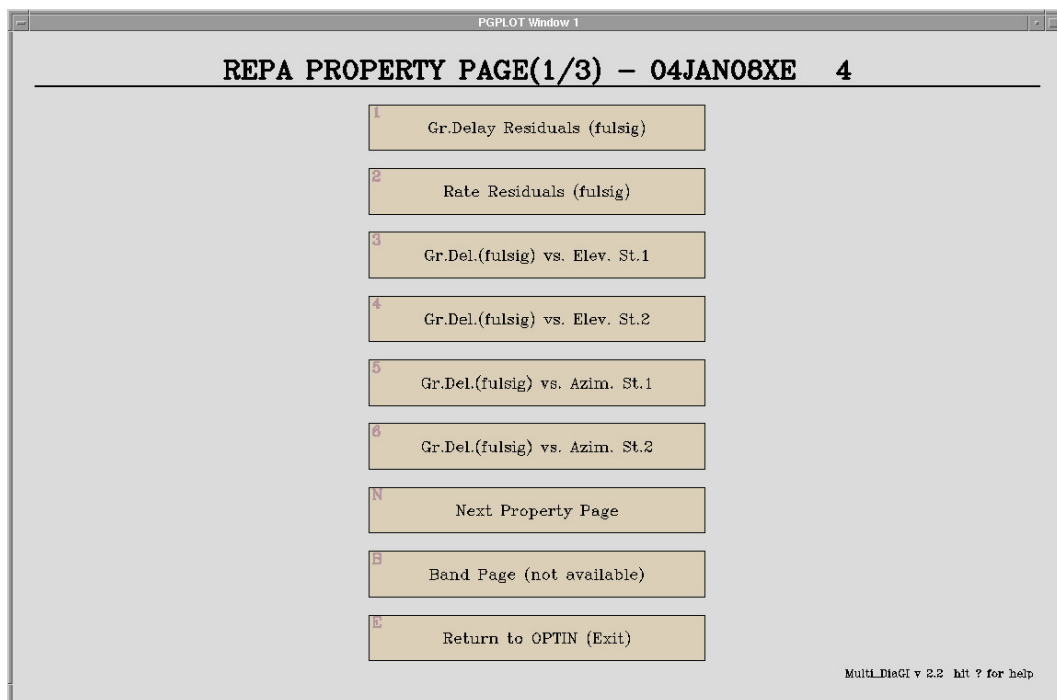 PGPLOT Window 1
REPA PROPERTY PAGE(1/3) - 04JAN08XE 4
1
Gr.Delay Residuals (fulsig)
2
Rate Residuals (fulsig)
3
Gr.Del.(fulsig) vs. Elev. St.1
4
Gr.Del.(fulsig) vs. Elev. St.2
5
Gr.Del.(fulsig) vs. Azim. St.1
6
Gr.Del.(fulsig) vs. Azim. St.2
N
Next Property Page
B
Band Page (not available)
E
Return to OPTIN (Exit)
Multi_DiaGI v 2.2 hit ? for help